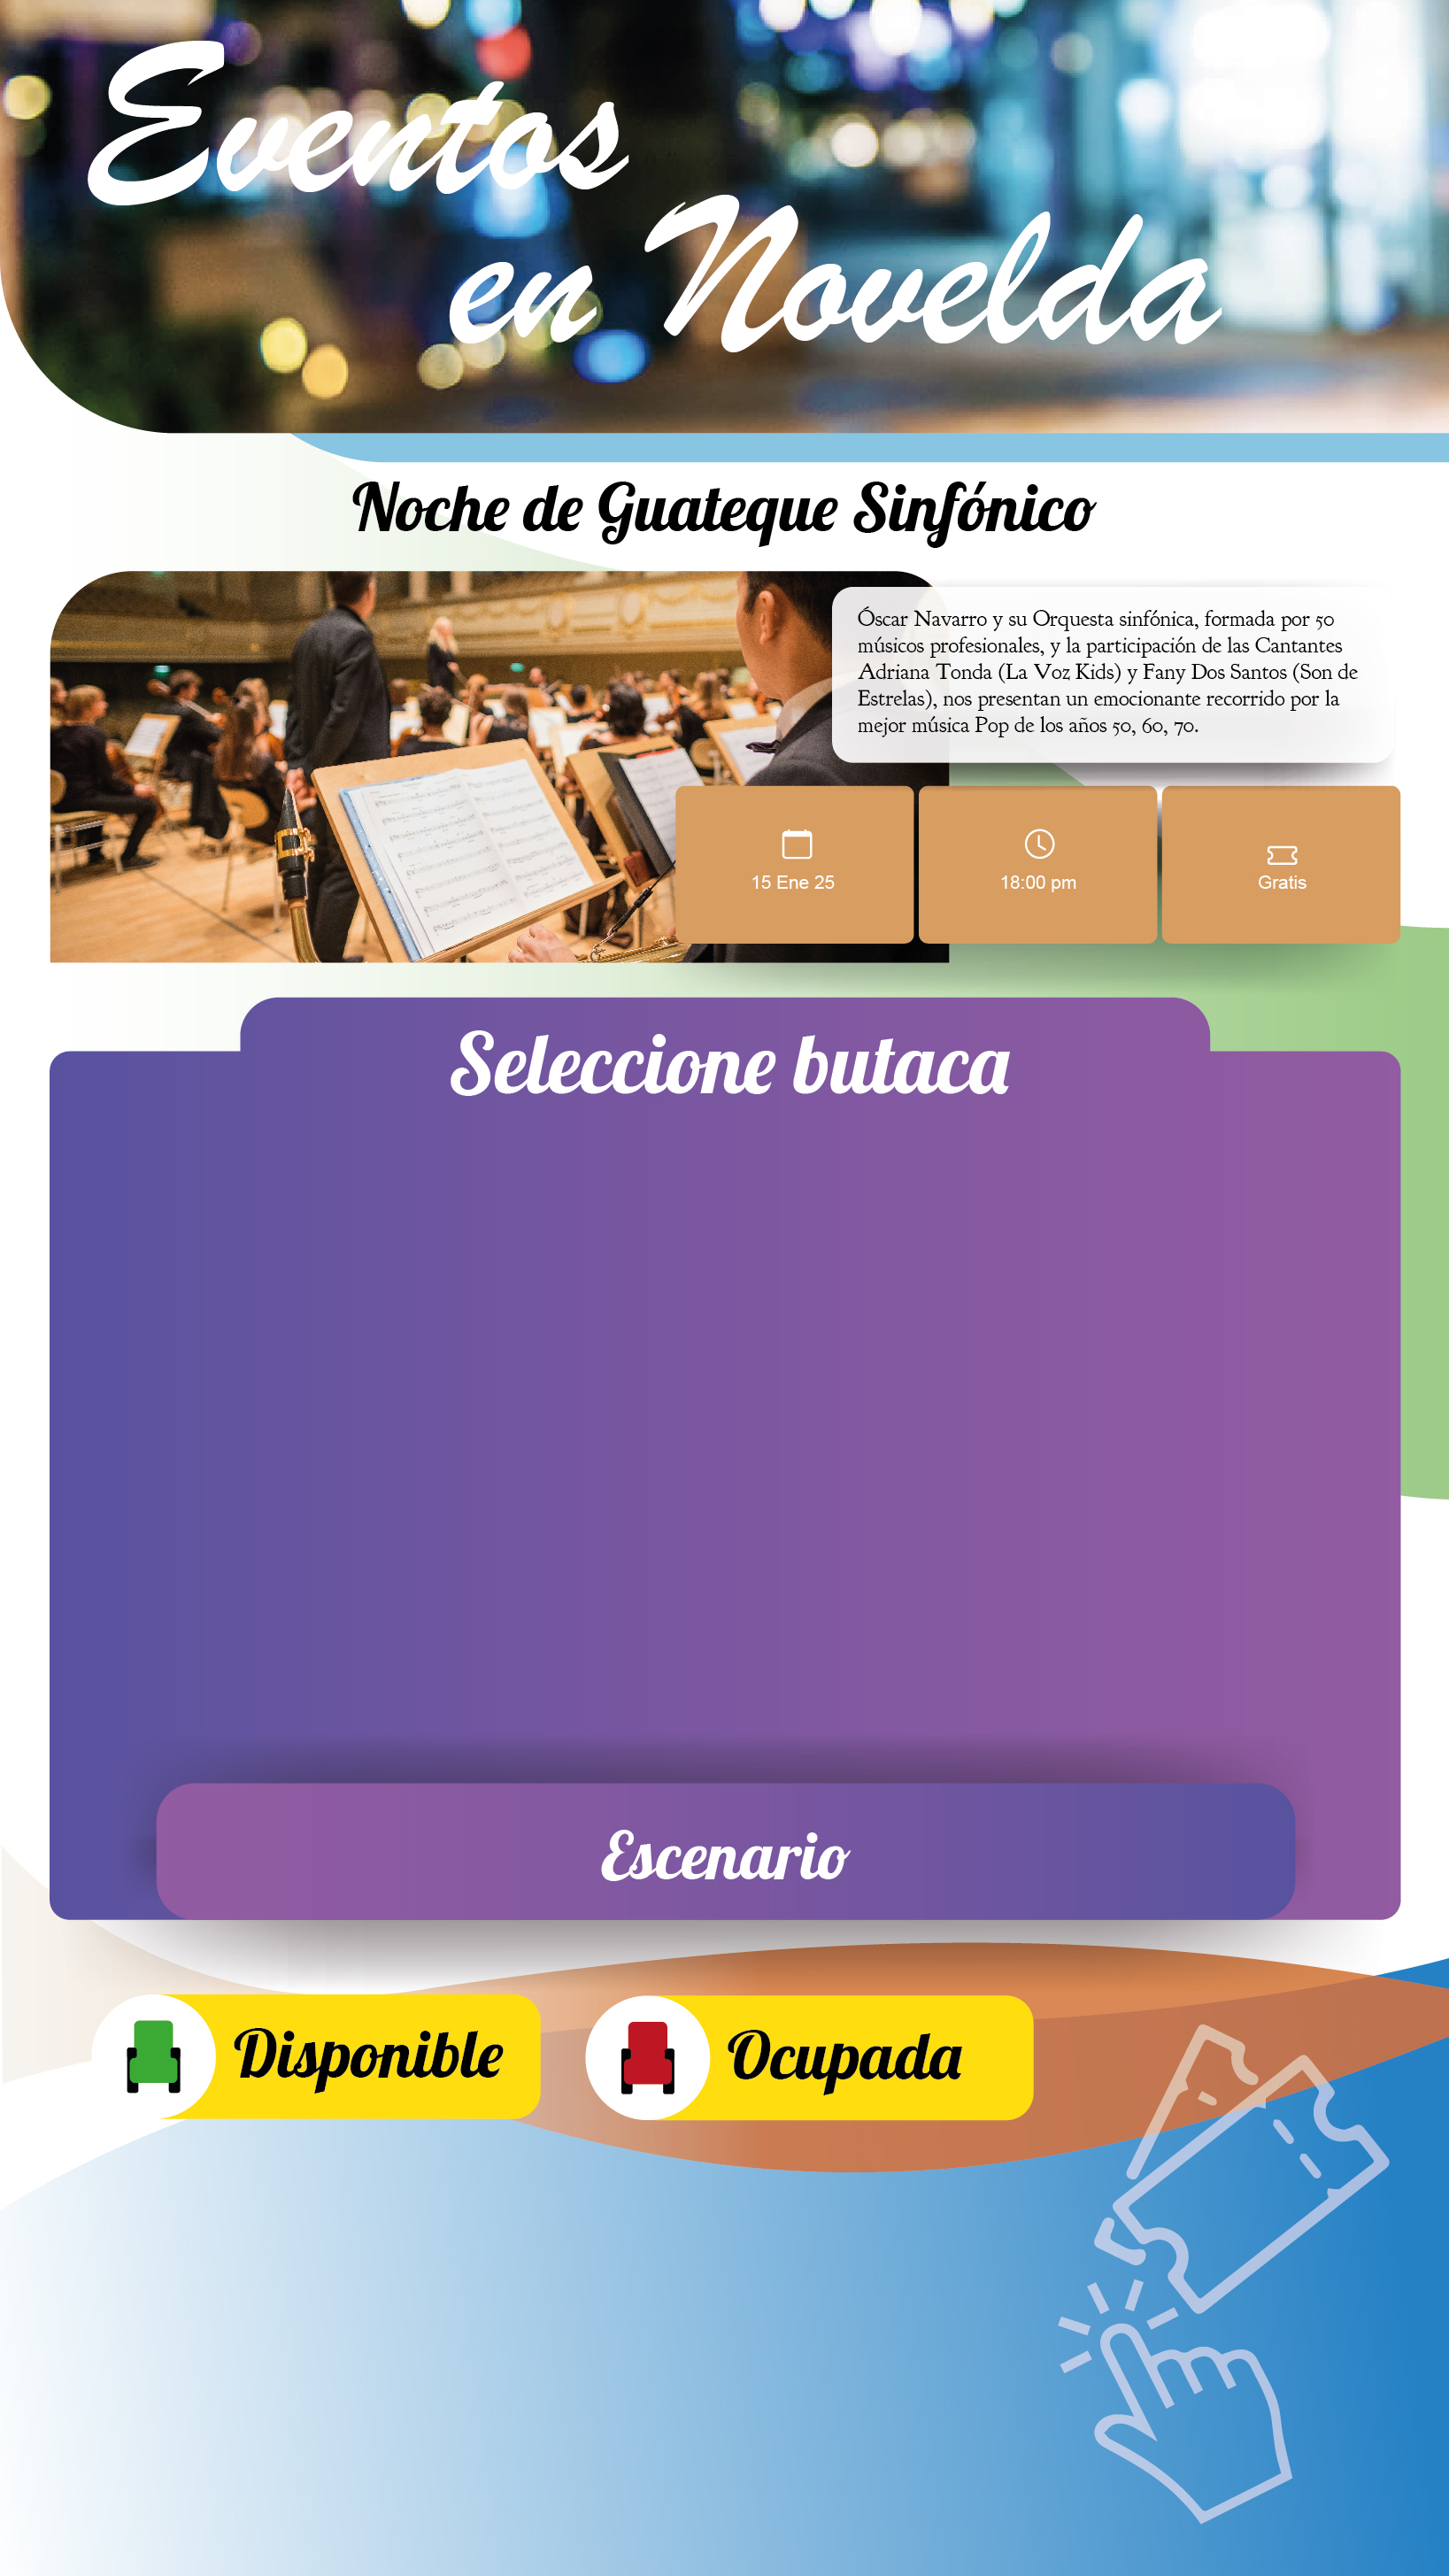 Eventos
en Novelda
Noche de Guateque Sinfónico
Óscar Navarro y su Orquesta sinfónica, formada por 50
músicos profesionales, y la participación de las Cantantes
Adriana Tonda (La Voz Kids) y Fany Dos Santos (Son de
Estrelas), nos presentan un emocionante recorrido por la
mejor música Pop de los años 50, 60, 70.
15 Ene 25
18:00 pm
Gratis
Seleccione butaca
Escenario
Disponible
Ocupada